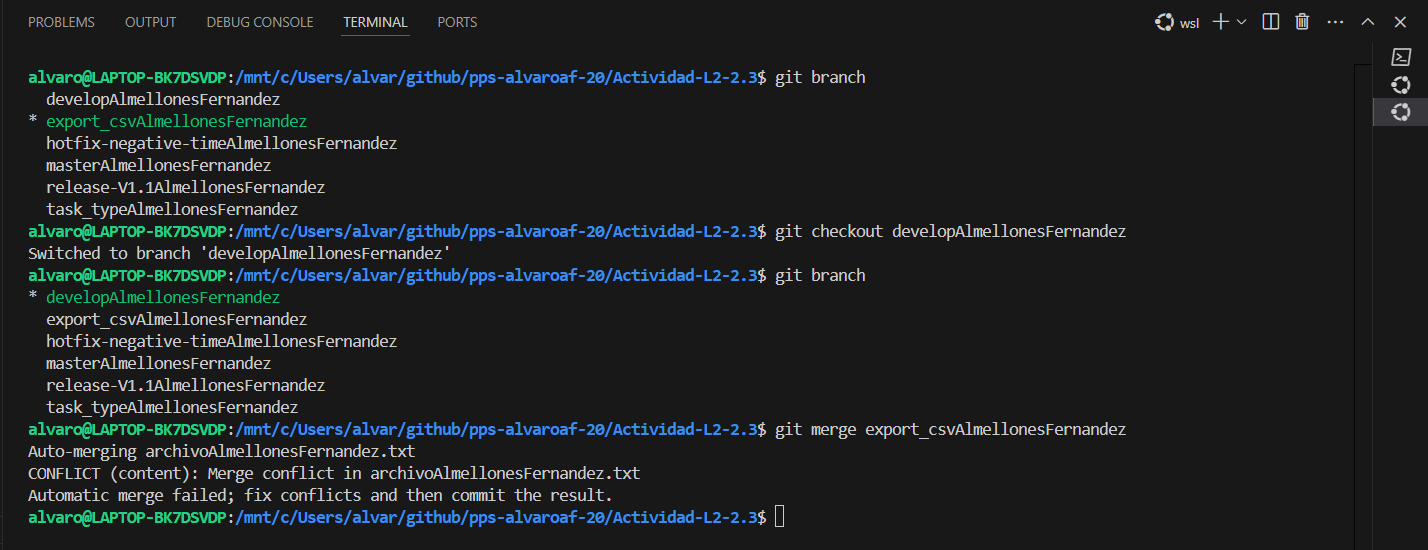 PROBLEMS OUTPUT DEBUG CONSOLE TERMINAL PORTS wsl
alvaro@LAPTOP-BK7DSVDP:/mnt/c/Users/alvar/github/pps-alvaroaf-20/Actividad-L2-2.3$ git branch
  developAlmellonesFernandez
* export_csvAlmellonesFernandez
  hotfix-negative-timeAlmellonesFernandez
  masterAlmellonesFernandez
  release-V1.1AlmellonesFernandez
  task_typeAlmellonesFernandez
alvaro@LAPTOP-BK7DSVDP:/mnt/c/Users/alvar/github/pps-alvaroaf-20/Actividad-L2-2.3$ git checkout developAlmellonesFernandez
Switched to branch 'developAlmellonesFernandez'
alvaro@LAPTOP-BK7DSVDP:/mnt/c/Users/alvar/github/pps-alvaroaf-20/Actividad-L2-2.3$ git branch
* developAlmellonesFernandez
  export_csvAlmellonesFernandez
  hotfix-negative-timeAlmellonesFernandez
  masterAlmellonesFernandez
  release-V1.1AlmellonesFernandez
  task_typeAlmellonesFernandez
alvaro@LAPTOP-BK7DSVDP:/mnt/c/Users/alvar/github/pps-alvaroaf-20/Actividad-L2-2.3$ git merge export_csvAlmellonesFernandez
Auto-merging archivoAlmellonesFernandez.txt
CONFLICT (content): Merge conflict in archivoAlmellonesFernandez.txt
Automatic merge failed; fix conflicts and then commit the result.
alvaro@LAPTOP-BK7DSVDP:/mnt/c/Users/alvar/github/pps-alvaroaf-20/Actividad-L2-2.3$